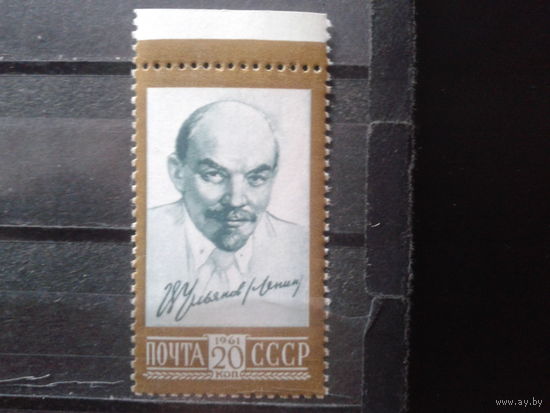 В Ульянов (Ленин)
1961
ПОЧТА 20 СССР
КОП
www.ay.by